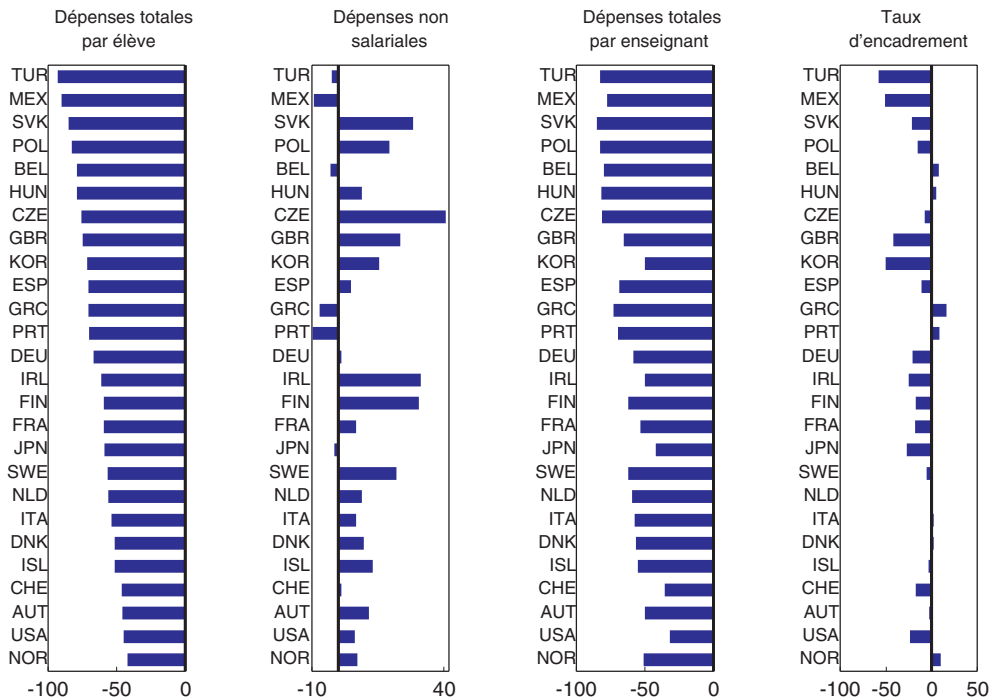 Dépenses totales
par élève
TUR
MEX
SVK
POL
BEL
HUN
CZE
GBR
KOR
ESP
GRC
PRT
DEU
IRL
FIN
FRA
JPN
SWE
NLD
ITA
DNK
ISL
CHE
AUT
USA
NOR
-100 -50 0
Dépenses non
salariales
TUR
MEX
SVK
POL
BEL
HUN
CZE
GBR
KOR
ESP
GRC
PRT
DEU
IRL
FIN
FRA
JPN
SWE
NLD
ITA
DNK
ISL
CHE
AUT
USA
NOR
-10 40
Dépenses totales
par enseignant
TUR
MEX
SVK
POL
BEL
HUN
CZE
GBR
KOR
ESP
GRC
PRT
DEU
IRL
FIN
FRA
JPN
SWE
NLD
ITA
DNK
ISL
CHE
AUT
USA
NOR
-100 -50 0
Taux
d'encadrement
TUR
MEX
SVK
POL
BEL
HUN
CZE
GBR
KOR
ESP
GRC
PRT
DEU
IRL
FIN
FRA
JPN
SWE
NLD
ITA
DNK
ISL
CHE
AUT
USA
NOR
-100 -50 0 50